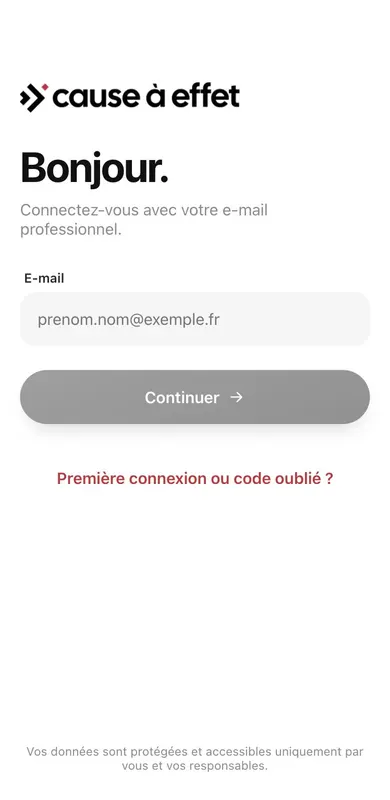 cause à effet
Bonjour.
Connectez-vous avec votre e-mail
professionnel.
E-mail
prenom.nom@exemple.fr
Continuer →
Première connexion ou code oublié ?
Vos données sont protégées et accessibles uniquement par
vous et vos responsables.